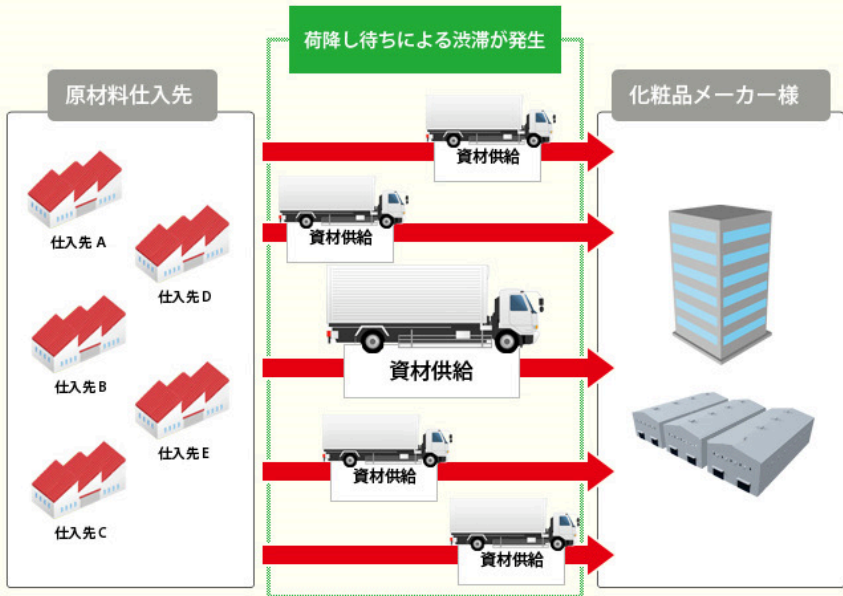 荷降し待ちによる渋滞が発生
原材料仕入先
化粧品メーカー様
資材供給
仕入先 A
資材供給
仕入先 D
資材供給
仕入先 B
仕入先 E
資材供給
仕入先 C
資材供給